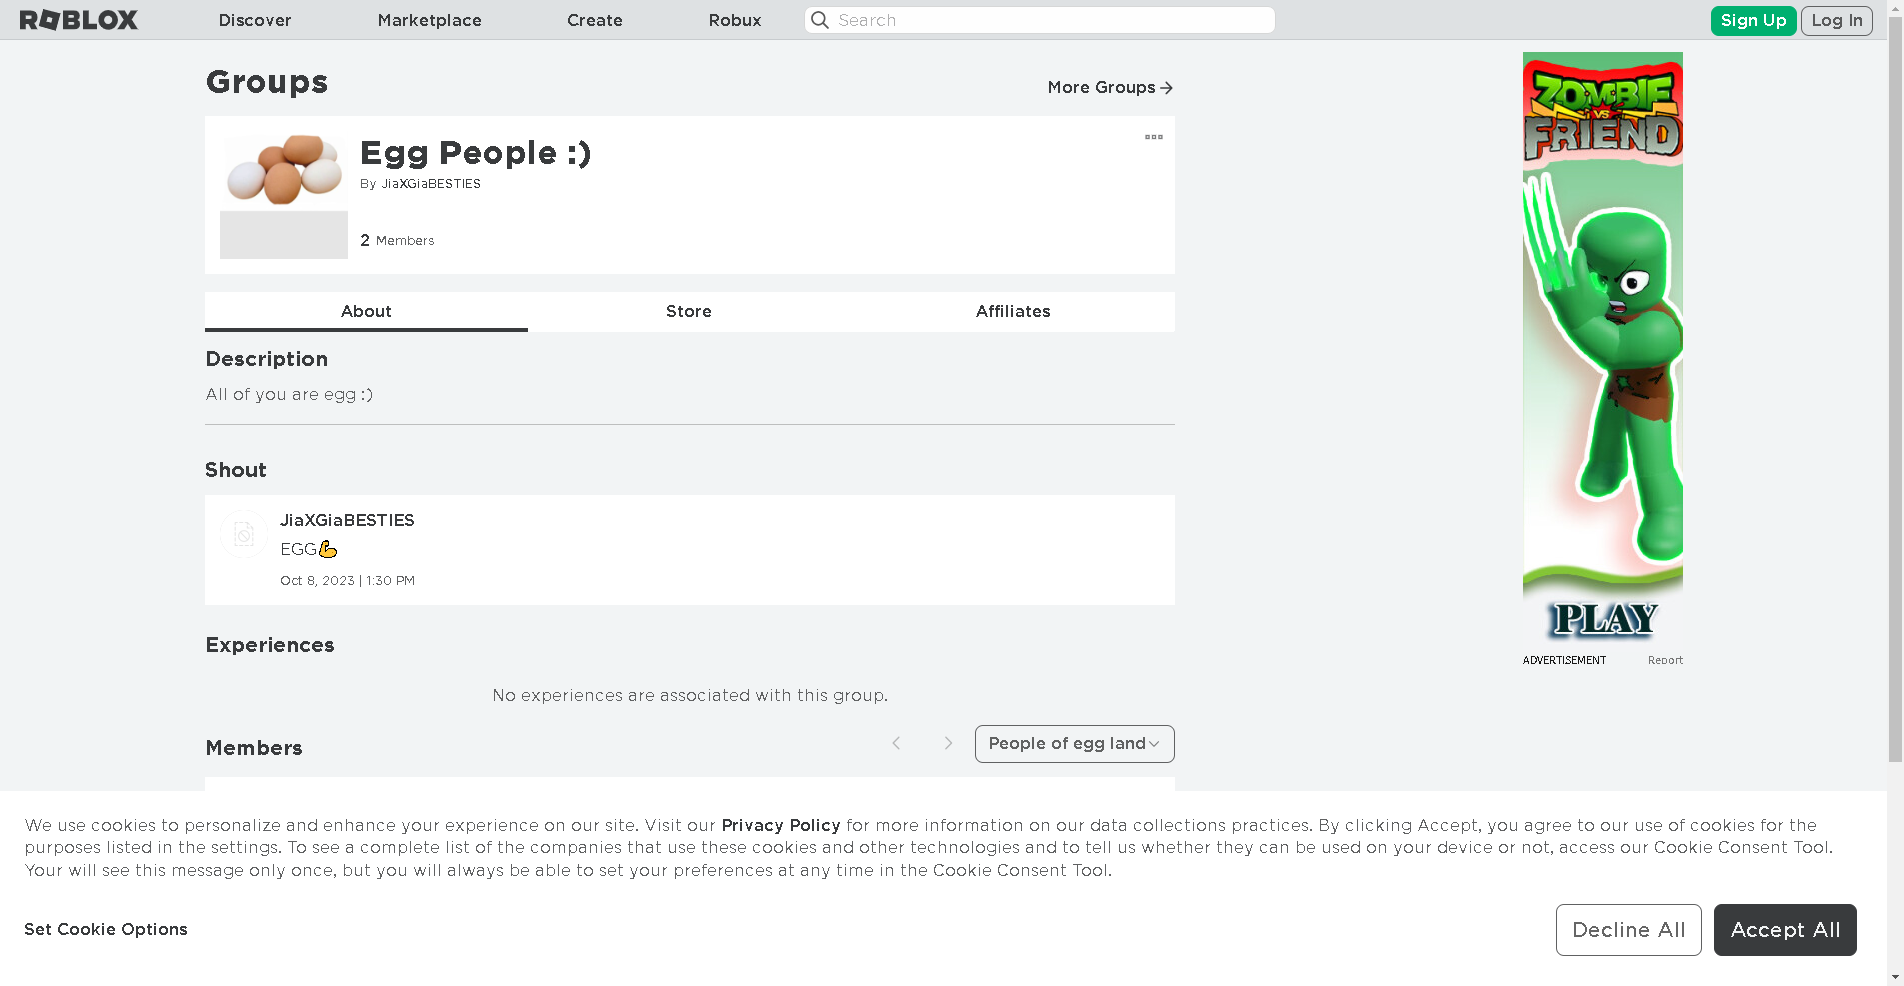 ROBLOX
Discover
Marketplace
Create
Robux
Search
Sign Up
Log In
Groups
More Groups
Egg People :)
By JiaXGiaBESTIES
2 Members
About
Store
Affiliates
Description
All of you are egg :)
Shout
JiaXGiaBESTIES
EGG💪
Oct 8, 2023 | 1:30 PM
Experiences
No experiences are associated with this group.
Members
People of egg land
ZOMBIE
VS
FRIEND
PLAY
ADVERTISEMENT
Report
We use cookies to personalize and enhance your experience on our site. Visit our Privacy Policy for more information on our data collections practices. By clicking Accept, you agree to our use of cookies for the
purposes listed in the settings. To see a complete list of the companies that use these cookies and other technologies and to tell us whether they can be used on your device or not, access our Cookie Consent Tool.
Your will see this message only once, but you will always be able to set your preferences at any time in the Cookie Consent Tool.
Set Cookie Options
Decline All
Accept All